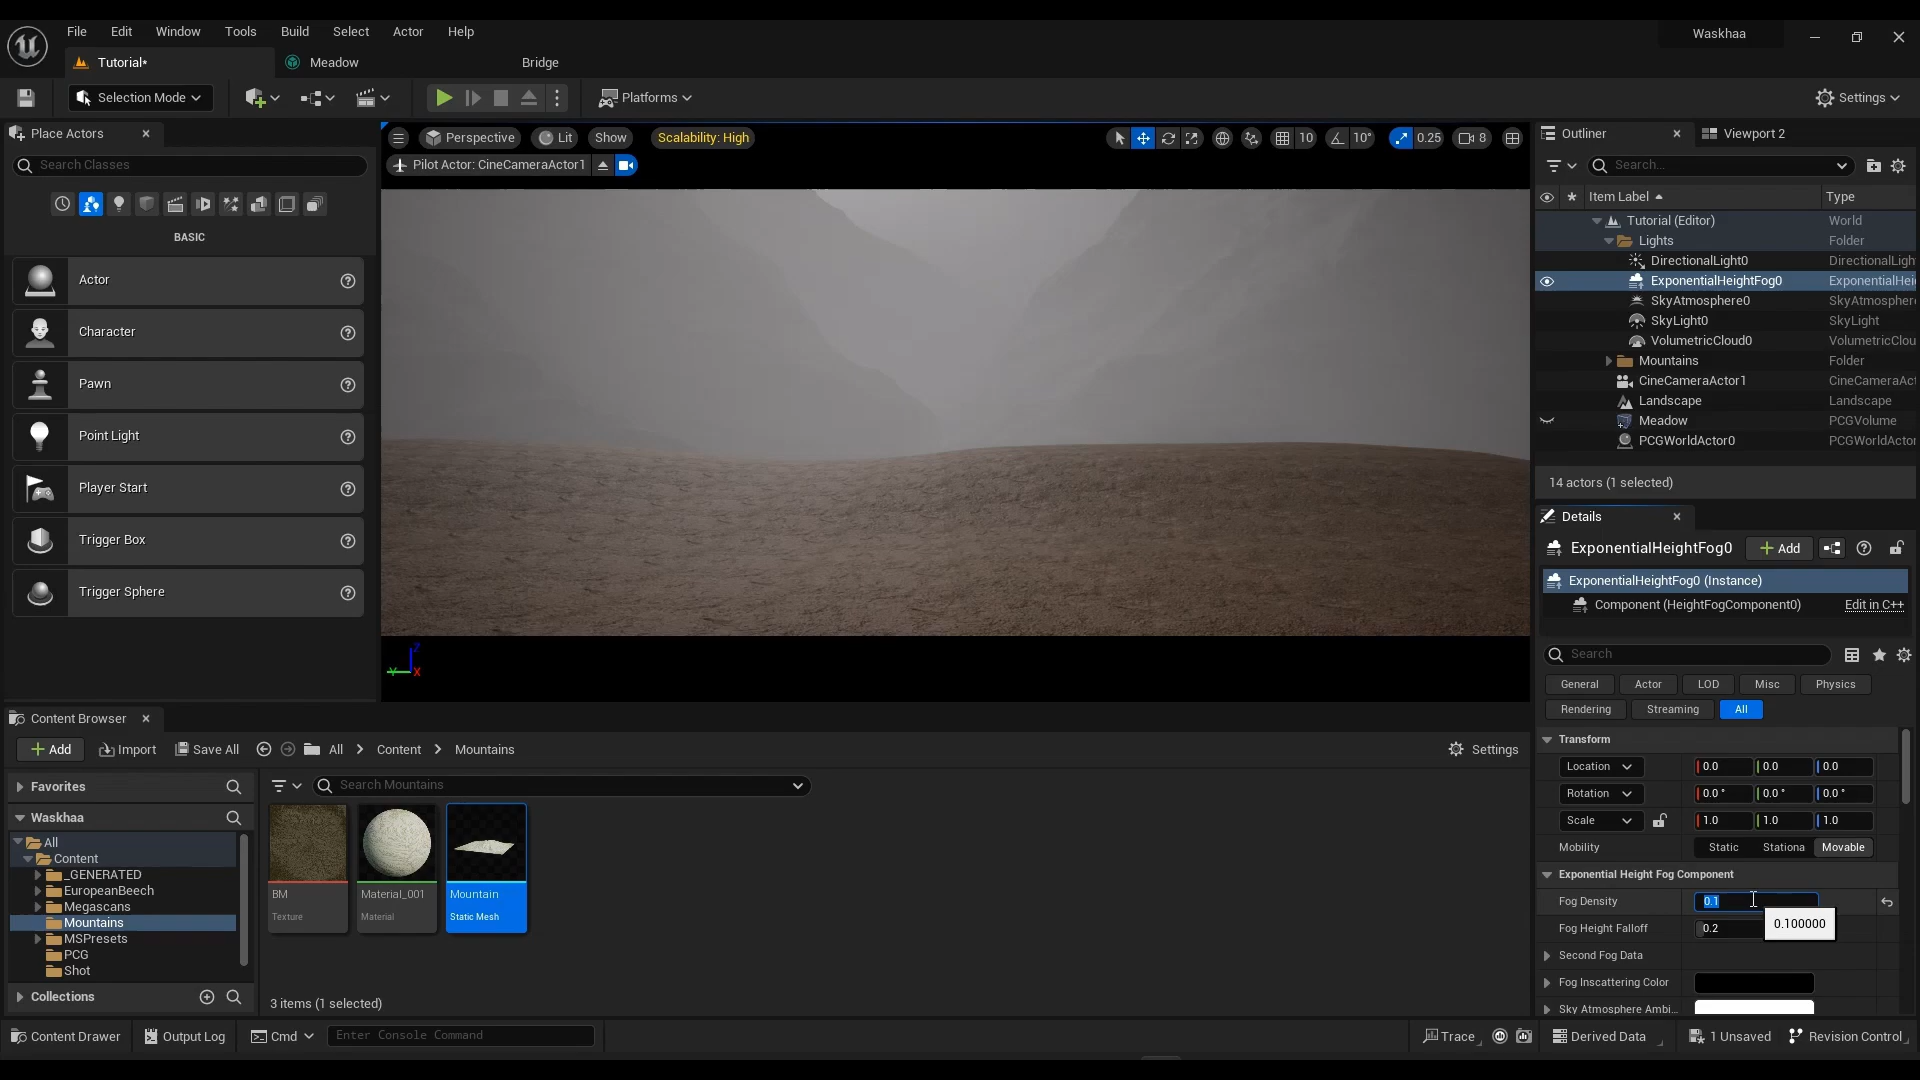 File Edit Window Tools Build Select Actor Help
Waskhaa
Tutorial*
Meadow
Bridge
Selection Mode
Platforms
Settings
Place Actors
Search Classes
BASIC
Actor
Character
Pawn
Point Light
Player Start
Trigger Box
Trigger Sphere
Perspective
Lit
Show
Scalability: High
10
10°
0.25
8
Pilot Actor: CineCameraActor1
Z
Y
X
Outliner
Viewport 2
Search...
Item Label
Type
Tutorial (Editor) World
Lights Folder
DirectionalLight0 DirectionalLigh
ExponentialHeightFog0 ExponentialHei
SkyAtmosphere0 SkyAtmospher
SkyLight0 SkyLight
VolumetricCloud0 VolumetricClou
Mountains Folder
CineCameraActor1 CineCameraAct
Landscape Landscape
Meadow PCGVolume
PCGWorldActor0 PCGWorldActor
14 actors (1 selected)
Details
ExponentialHeightFog0
Add
ExponentialHeightFog0 (Instance)
Component (HeightFogComponent0) Edit in C++
Search
General Actor LOD Misc Physics
Rendering Streaming All
Transform
Location 0.0 0.0 0.0
Rotation 0.0 ° 0.0 ° 0.0 °
Scale 1.0 1.0 1.0
Mobility Static Stationa Movable
Exponential Height Fog Component
Fog Density 0.1
0.100000
Fog Height Falloff 0.2
Second Fog Data
Fog Inscattering Color
Sky Atmosphere Ambi...
Content Browser
Add
Import
Save All
All
Content
Mountains
Settings
Favorites
Waskhaa
All
Content
_GENERATED
EuropeanBeech
Megascans
Mountains
MSPresets
PCG
Shot
Collections
Search Mountains
BM
Texture
Material_001
Material
Mountain
Static Mesh
3 items (1 selected)
Content Drawer
Output Log
Cmd
Enter Console Command
Trace
Derived Data
1 Unsaved
Revision Control